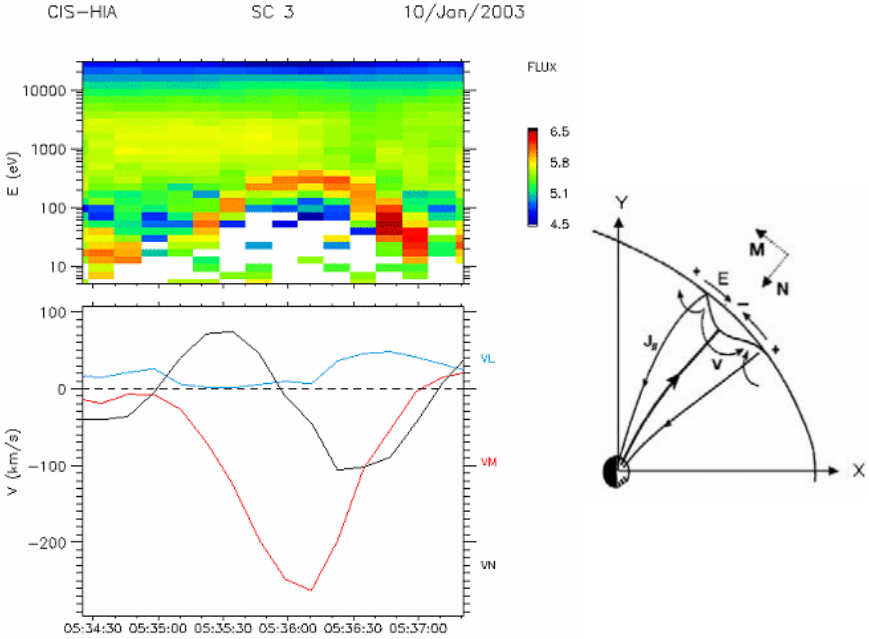 CIS-HIA SC 3 10/Jan/2003
FLUX
E (eV)
10000
1000
100
10
6.5
5.8
5.1
4.5
V (km/s)
100
0
-100
-200
VL
VM
VN
05:34:30 05:35:00 05:35:30 05:36:00 05:36:30 05:37:00
Y
M
N
+
E
-
+
J//
V
X